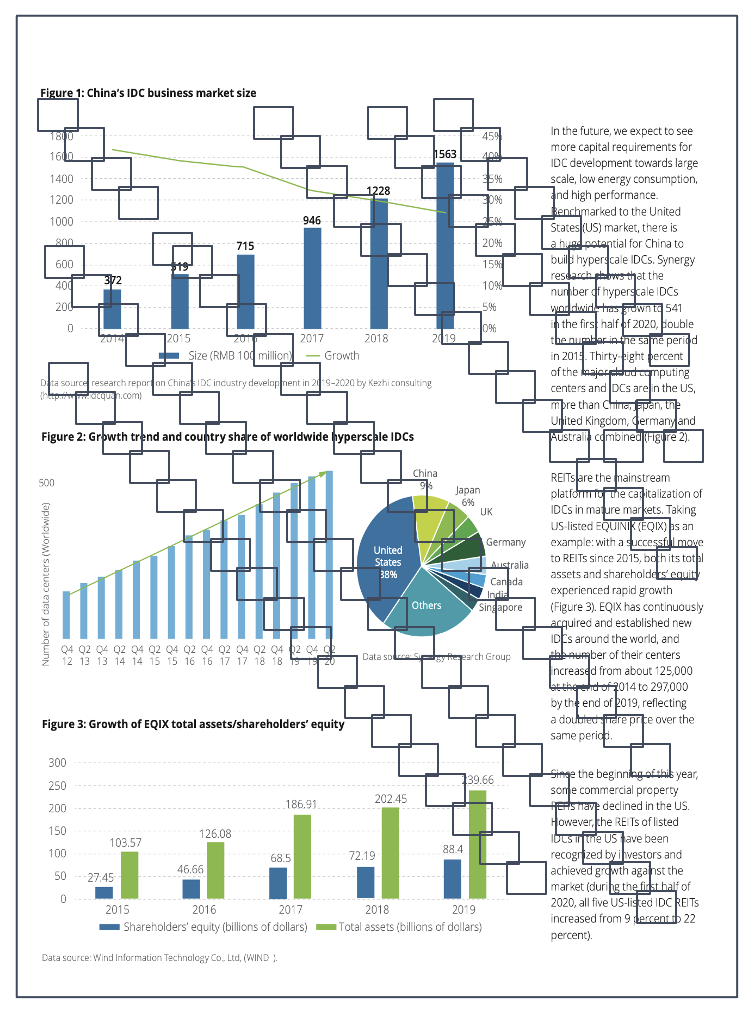 Figure 1: China's IDC business market size
1800
1600
1400
1200
1000
800
600
400
200
0
45%
40%
35%
30%
25%
20%
15%
10%
5%
0%
372
519
715
946
1228
1563
2014
2015
2016
2017
2018
2019
Size (RMB 100 million)
Growth
Data source: research report on China's IDC industry development in 2019–2020 by Kezhi consulting
Figure 2: Growth trend and country share of worldwide hyperscale IDCs
500
Number of data centers (Worldwide)
Q4 Q2 Q4 Q2 Q4 Q2 Q4 Q2 Q4 Q2 Q4 Q2 Q4 Q2 Q4 Q2
12 13 13 14 14 15 15 16 16 17 17 18 18 19 19 20
China
9%
Japan
6%
UK
Germany
Australia
Canada
India
Singapore
United
States
38%
Others
Data source: Synergy Research Group
Figure 3: Growth of EQIX total assets/shareholders' equity
300
250
200
150
100
50
0
27.45
103.57
46.66
126.08
68.5
186.91
72.19
202.45
88.4
239.66
2015
2016
2017
2018
2019
Shareholders' equity (billions of dollars)
Total assets (billions of dollars)
Data source: Wind Information Technology Co., Ltd, (WIND ).
In the future, we expect to see
more capital requirements for
IDC development towards large
scale, low energy consumption,
and high performance.
Benchmarked to the United
States (US) market, there is
a huge potential for China to
build hyperscale IDCs. Synergy
research shows that the
number of hyperscale IDCs
worldwide has grown to 541
in the first half of 2020, double
the number in the same period
in 2015. Thirty-eight percent
of the major cloud computing
centers and IDCs are in the US,
more than China, Japan, the
United Kingdom, Germany and
Australia combined (Figure 2).
REITs are the mainstream
platform for the capitalization of
IDCs in mature markets. Taking
US-listed EQUINIX (EQIX) as an
example: with a successful move
to REITs since 2015, both its total
assets and shareholders' equity
experienced rapid growth
(Figure 3). EQIX has continuously
acquired and established new
IDCs around the world, and
the number of their centers
increased from about 125,000
at the end of 2014 to 297,000
by the end of 2019, reflecting
a doubled share price over the
same period.
Since the beginning of this year,
some commercial property
REITs have declined in the US.
However, the REITs of listed
IDCs in the US have been
recognized by investors and
achieved growth against the
market (during the first half of
2020, all five US-listed IDC REITs
increased from 9 percent to 22
percent).